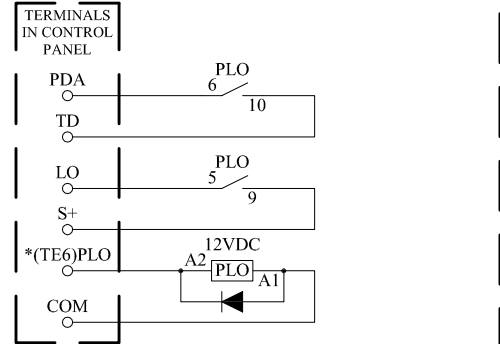 TERMINALS
IN CONTROL
PANEL
PDA
PLO
6
10
TD
LO
PLO
5
9
S+
*(TE6)PLO
12VDC
A2
PLO
A1
COM